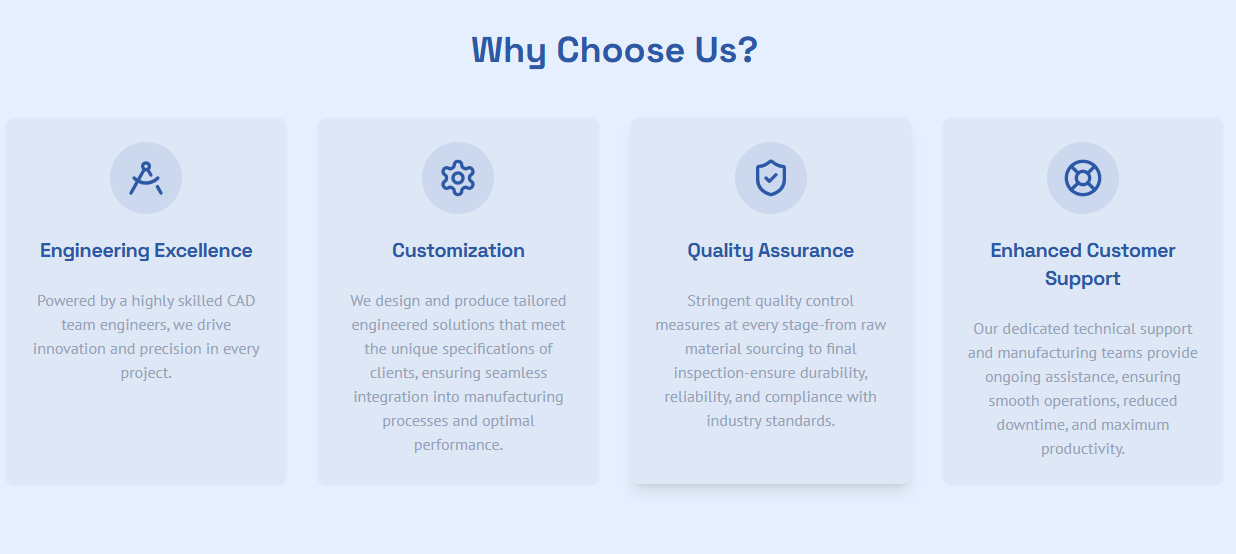 Why Choose Us?
Engineering Excellence
Powered by a highly skilled CAD
team engineers, we drive
innovation and precision in every
project.
Customization
We design and produce tailored
engineered solutions that meet
the unique specifications of
clients, ensuring seamless
integration into manufacturing
processes and optimal
performance.
Quality Assurance
Stringent quality control
measures at every stage-from raw
material sourcing to final
inspection-ensure durability,
reliability, and compliance with
industry standards.
Enhanced Customer
Support
Our dedicated technical support
and manufacturing teams provide
ongoing assistance, ensuring
smooth operations, reduced
downtime, and maximum
productivity.